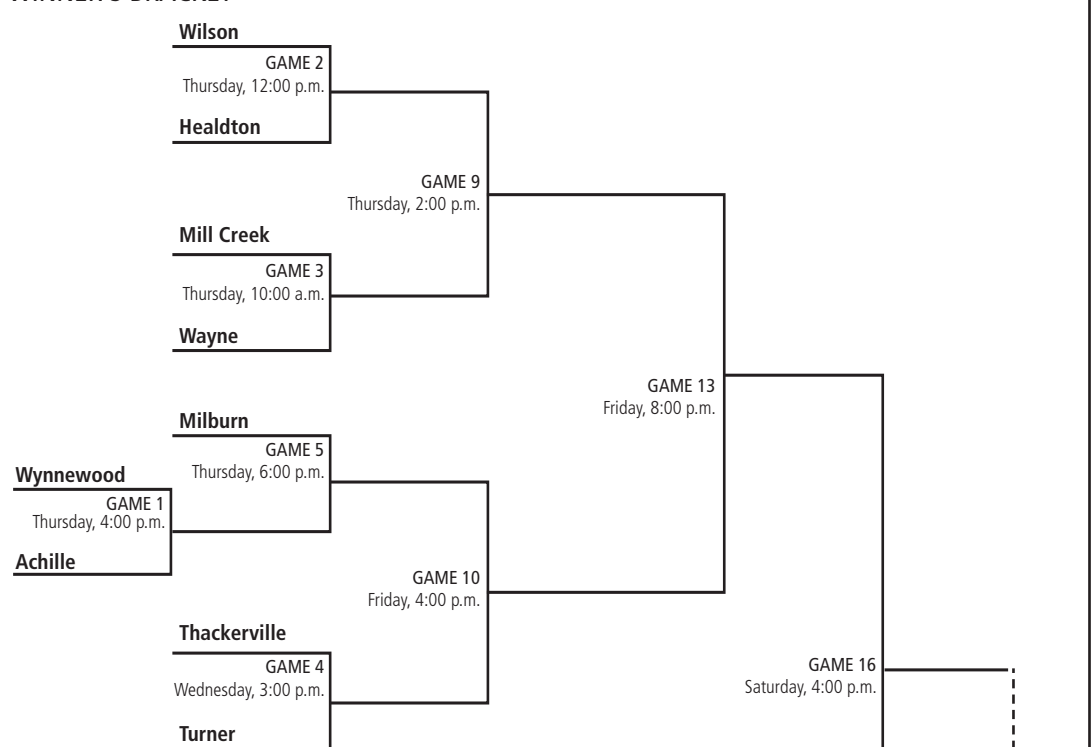 Wilson
GAME 2
Thursday, 12:00 p.m.
Healdton
GAME 9
Thursday, 2:00 p.m.
Mill Creek
GAME 3
Thursday, 10:00 a.m.
Wayne
GAME 13
Friday, 8:00 p.m.
Milburn
GAME 5
Thursday, 6:00 p.m.
Wynnewood
GAME 1
Thursday, 4:00 p.m.
Achille
GAME 10
Friday, 4:00 p.m.
Thackerville
GAME 4
Wednesday, 3:00 p.m.
Turner
GAME 16
Saturday, 4:00 p.m.